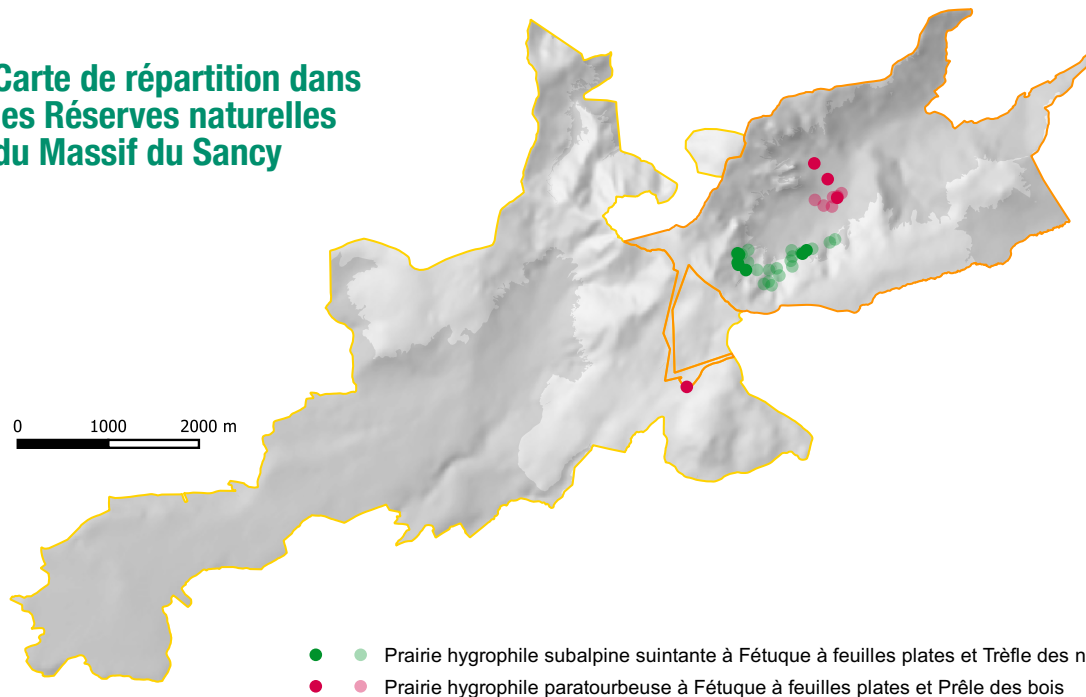 Carte de répartition dans
les Réserves naturelles
du Massif du Sancy
0 1000 2000 m
Prairie hygrophile subalpine suintante à Fétuque à feuilles plates et Trèfle des n
Prairie hygrophile paratourbeuse à Fétuque à feuilles plates et Prêle des bois